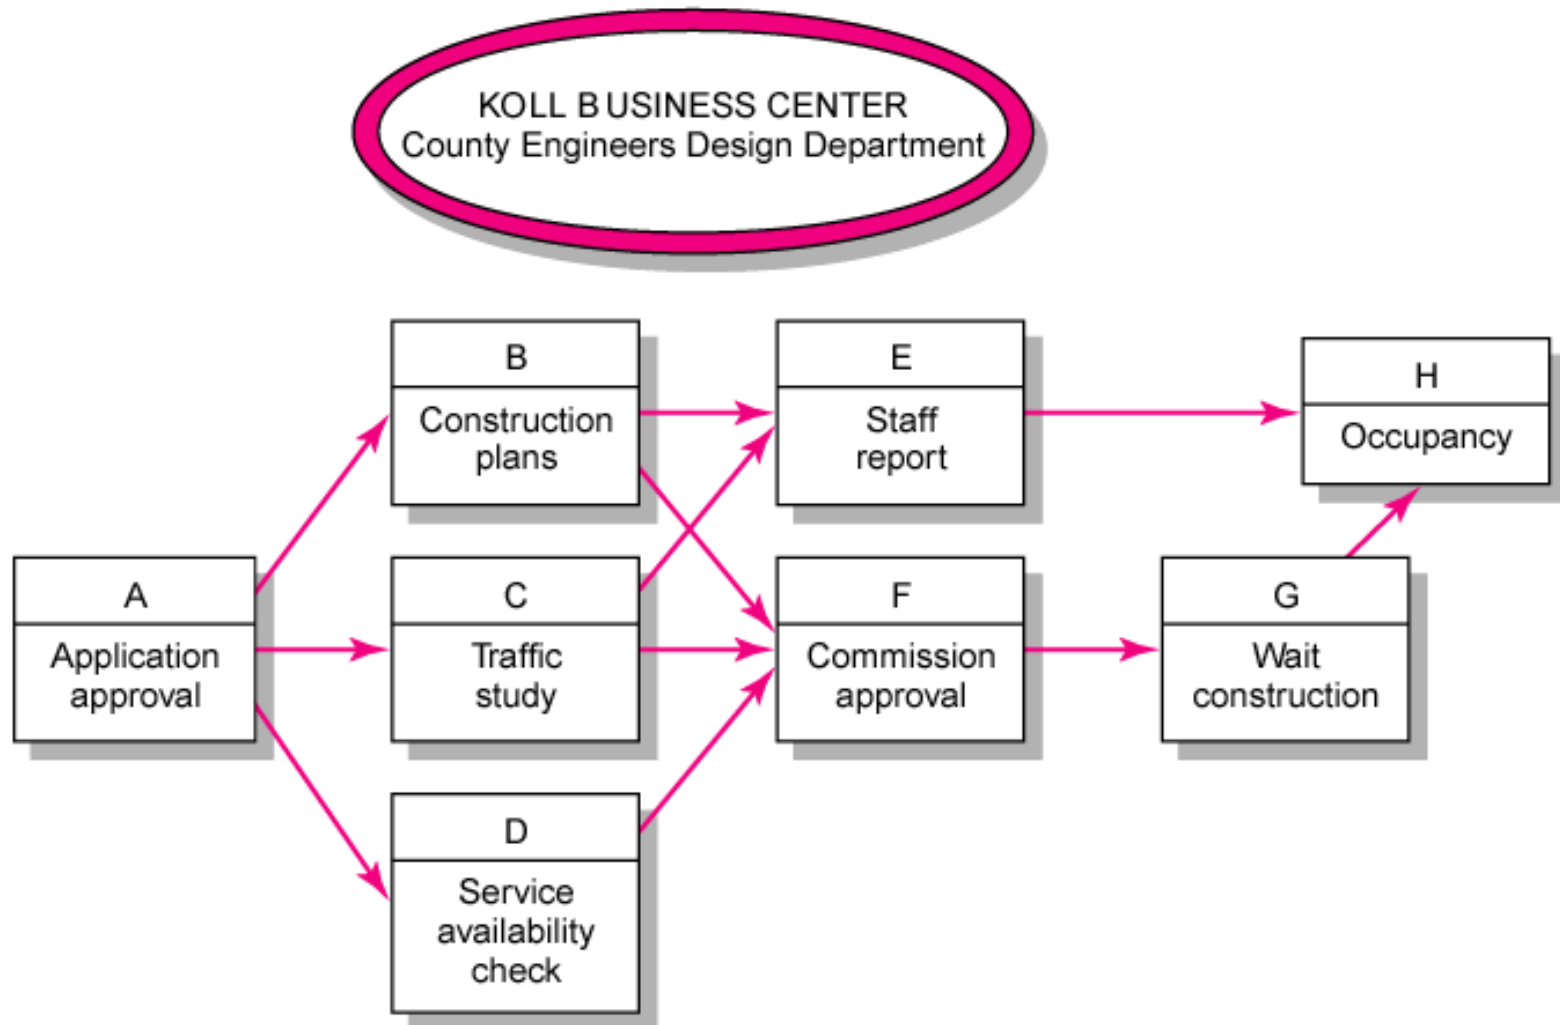 KOLL BUSINESS CENTER
County Engineers Design Department
B
Construction
plans
E
Staff
report
H
Occupancy
A
Application
approval
C
Traffic
study
F
Commission
approval
G
Wait
construction
D
Service
availability
check